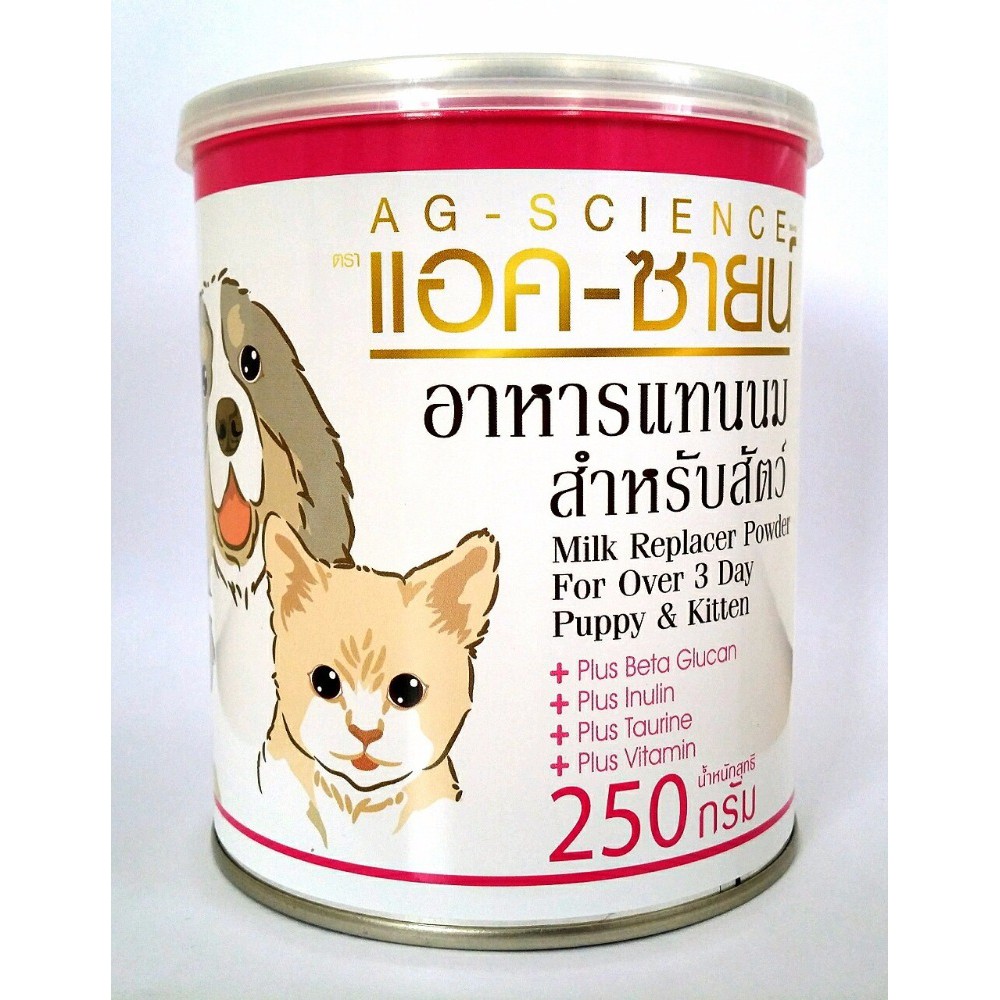 AG-SCIENCE
ตรา แอค-ซายน์
อาหารแทนนม
สำหรับสัตว์
Milk Replacer Powder
For Over 3 Day
Puppy & Kitten
+ Plus Beta Glucan
+ Plus Inulin
+ Plus Taurine
+ Plus Vitamin
น้ำหนักสุทธิ
250 กรัม